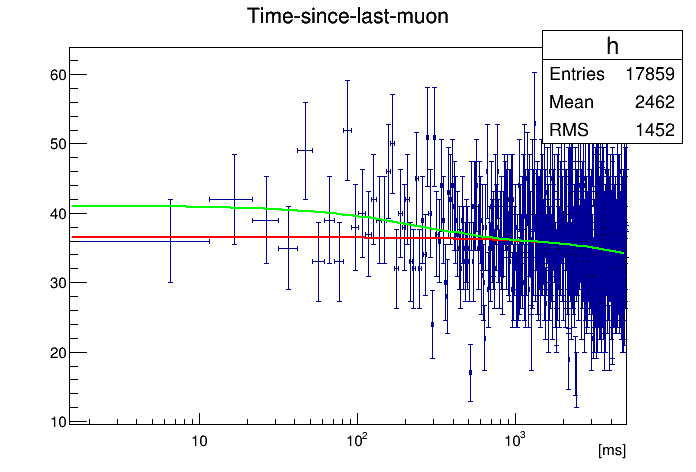 Time-since-last-muon
h
Entries 17859
Mean 2462
RMS 1452
60
50
40
30
20
10
10 10² 10³
[ms]